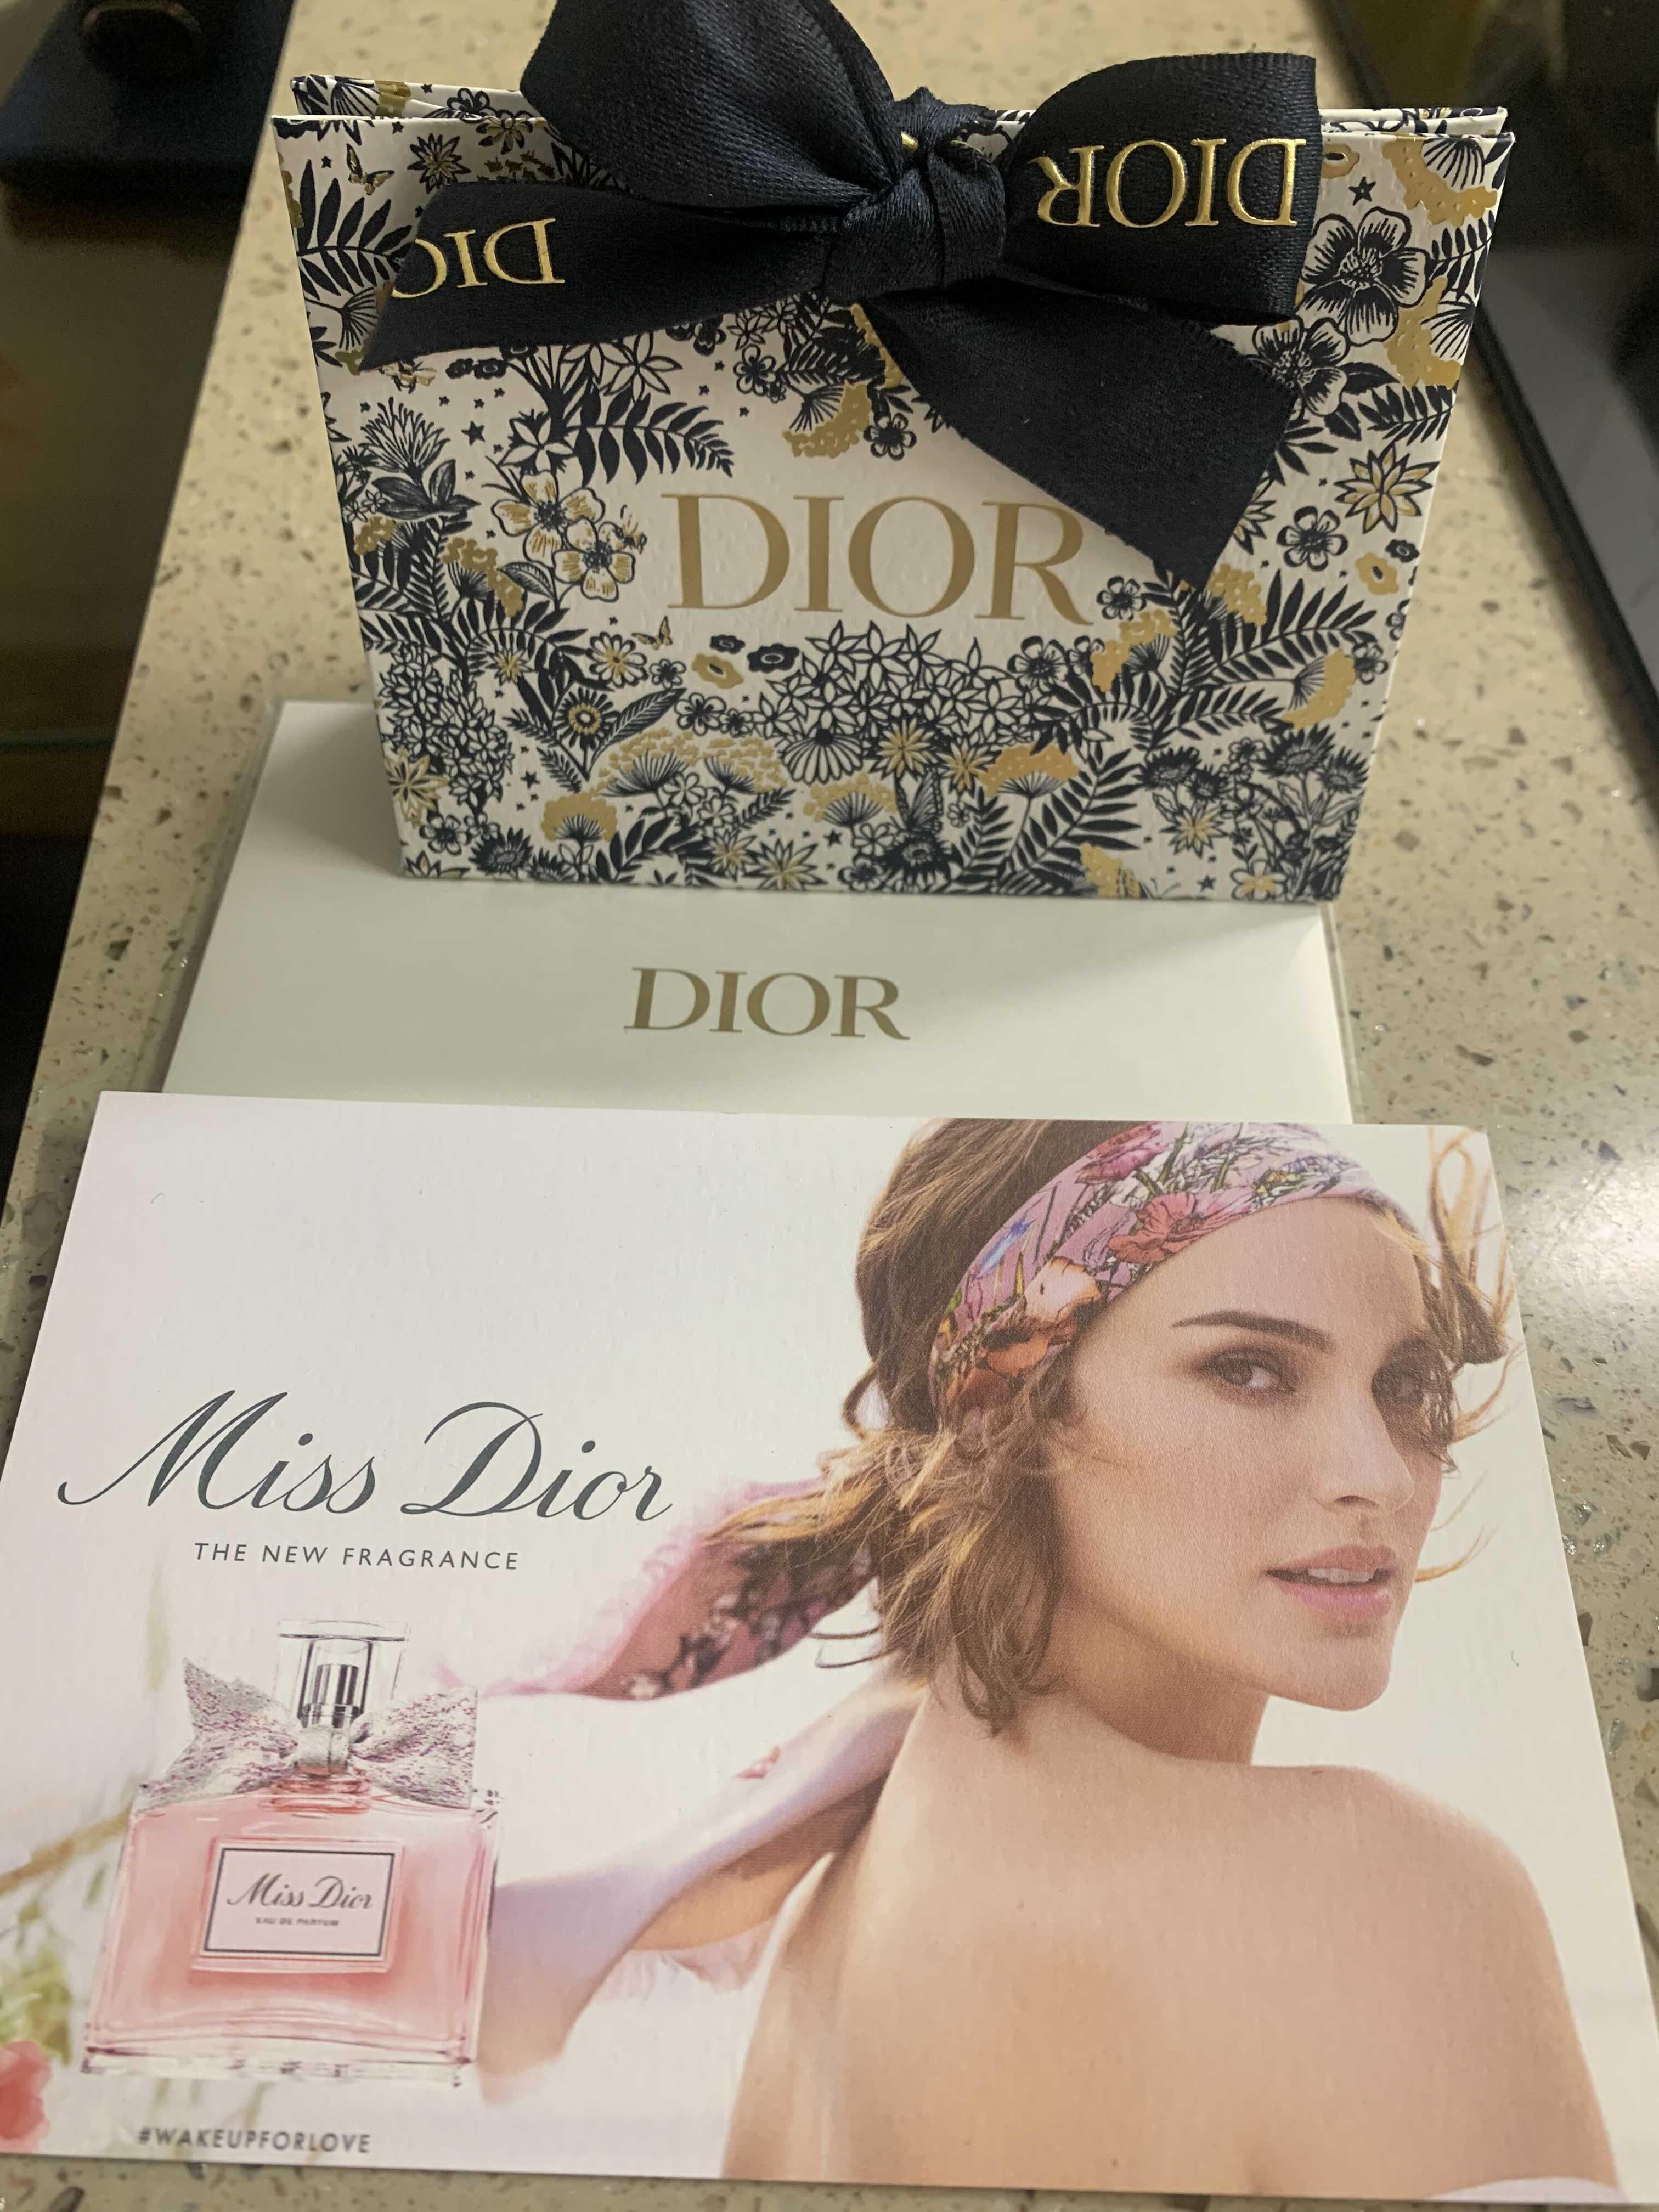 DIOR
DIO
DIOR
DIOR
Miss Dior
THE NEW FRAGRANCE
Miss Dior
EAU DE PARFUM
#WAKEUPFORLOVE